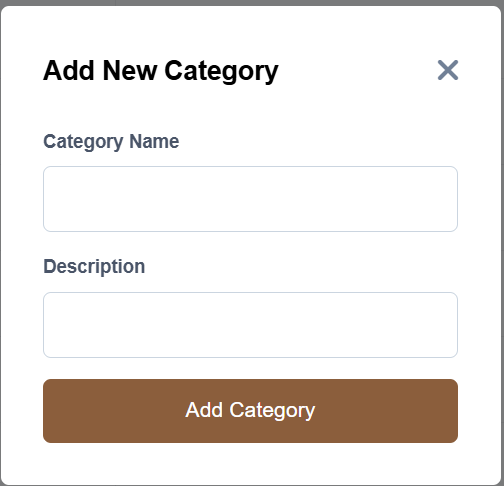 Add New Category
Category Name
Description
Add Category